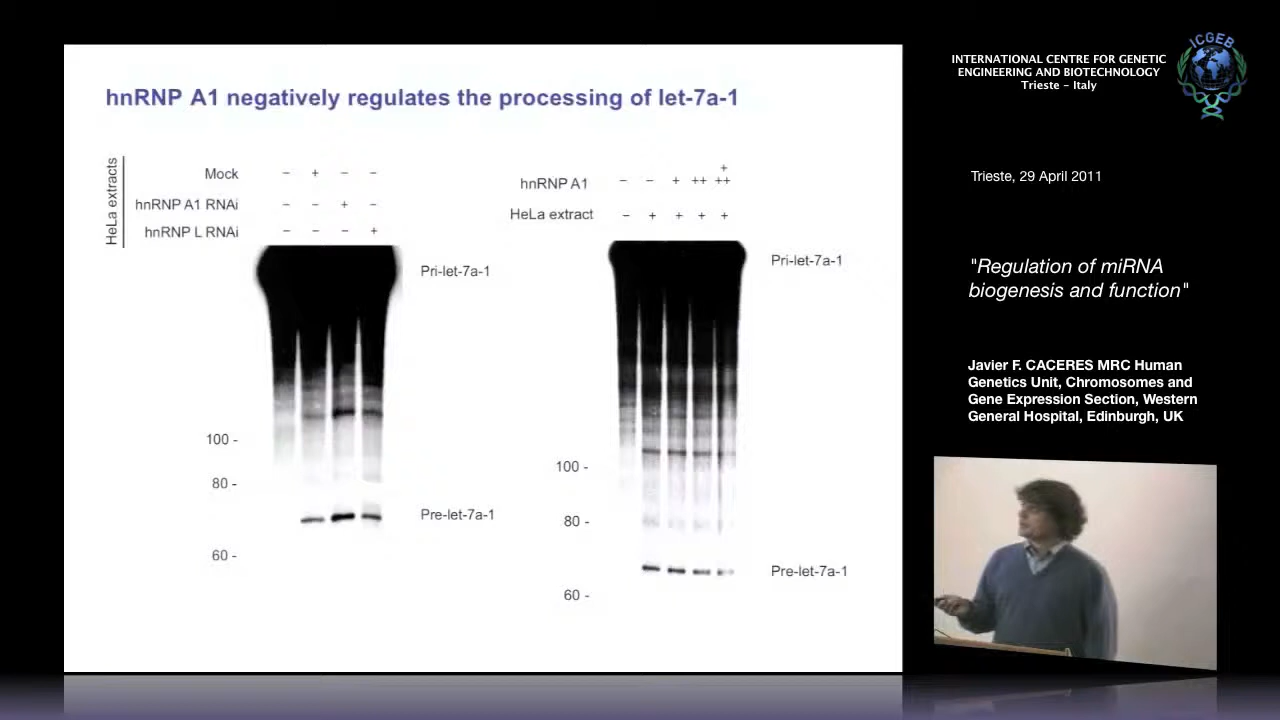 hnRNP A1 negatively regulates the processing of let-7a-1
HeLa extracts
Mock - + - -
hnRNP A1 RNAi - - + -
hnRNP L RNAi - - - +
Pri-let-7a-1
100 -
80 -
Pre-let-7a-1
60 -
+
hnRNP A1 - - + ++ ++
HeLa extract - + + + +
Pri-let-7a-1
100 -
80 -
Pre-let-7a-1
60 -
INTERNATIONAL CENTRE FOR GENETIC
ENGINEERING AND BIOTECHNOLOGY
Trieste - Italy
ICGEB
Trieste, 29 April 2011
"Regulation of miRNA
biogenesis and function"
Javier F. CACERES MRC Human
Genetics Unit, Chromosomes and
Gene Expression Section, Western
General Hospital, Edinburgh, UK